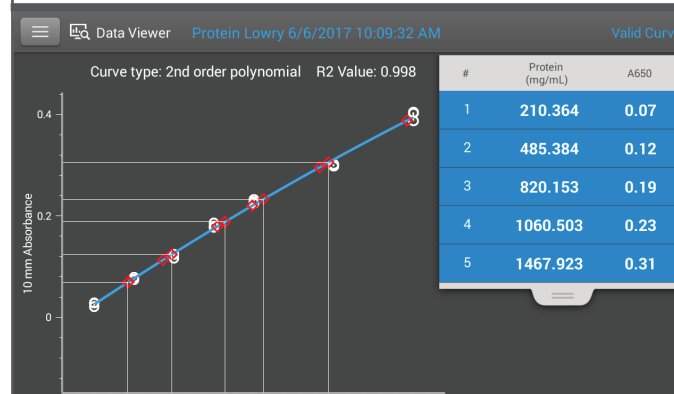 Data Viewer Protein Lowry 6/6/2017 10:09:32 AM Valid Curv
Curve type: 2nd order polynomial R2 Value: 0.998
# Protein (mg/mL) A650
1 210.364 0.07
2 485.384 0.12
3 820.153 0.19
4 1060.503 0.23
5 1467.923 0.31
10 mm Absorbance
0.4
0.2
0